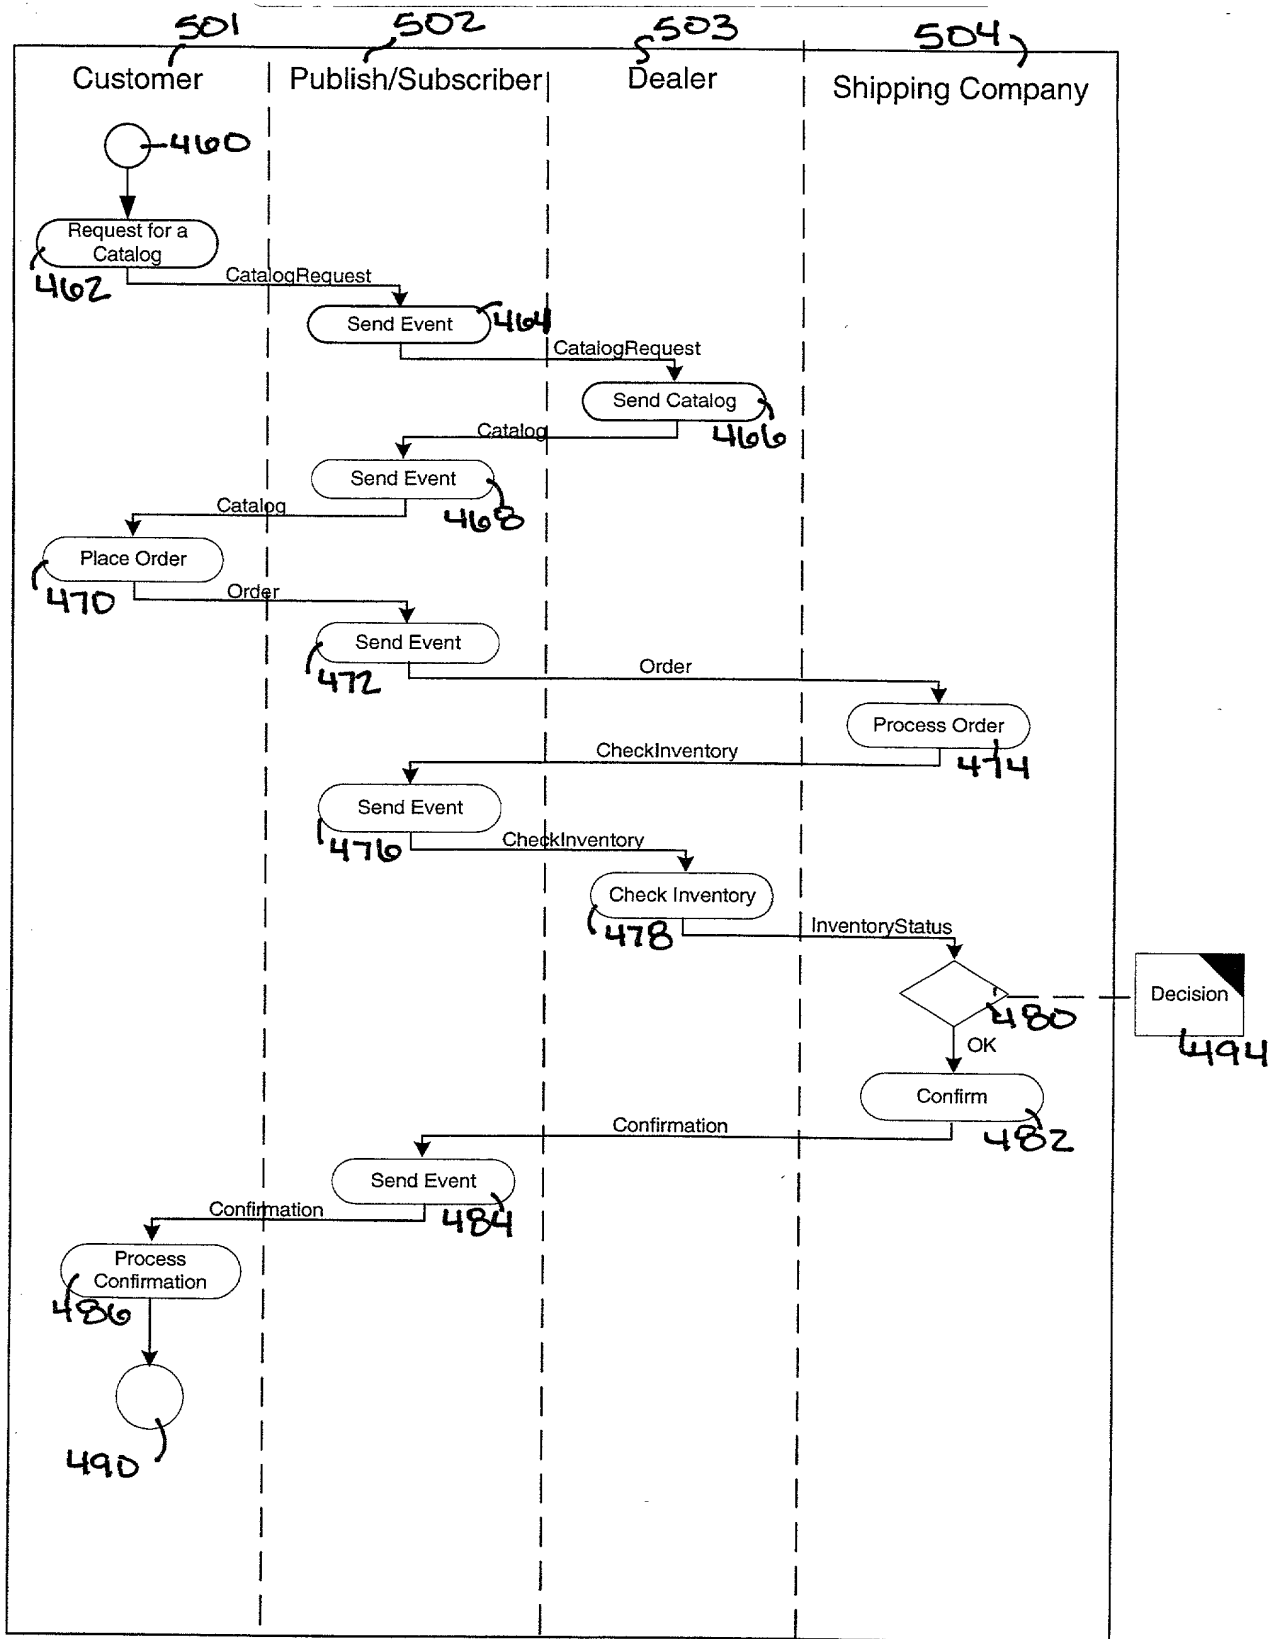 501
502
503
504
Customer
Publish/Subscriber
Dealer
Shipping Company
460
Request for a
Catalog
462
CatalogRequest
Send Event
464
CatalogRequest
Send Catalog
466
Catalog
Send Event
468
Catalog
Place Order
470
Order
Send Event
472
Order
Process Order
474
CheckInventory
Send Event
476
CheckInventory
Check Inventory
478
InventoryStatus
480
Decision
494
OK
Confirm
482
Confirmation
Send Event
484
Confirmation
Process
Confirmation
486
490